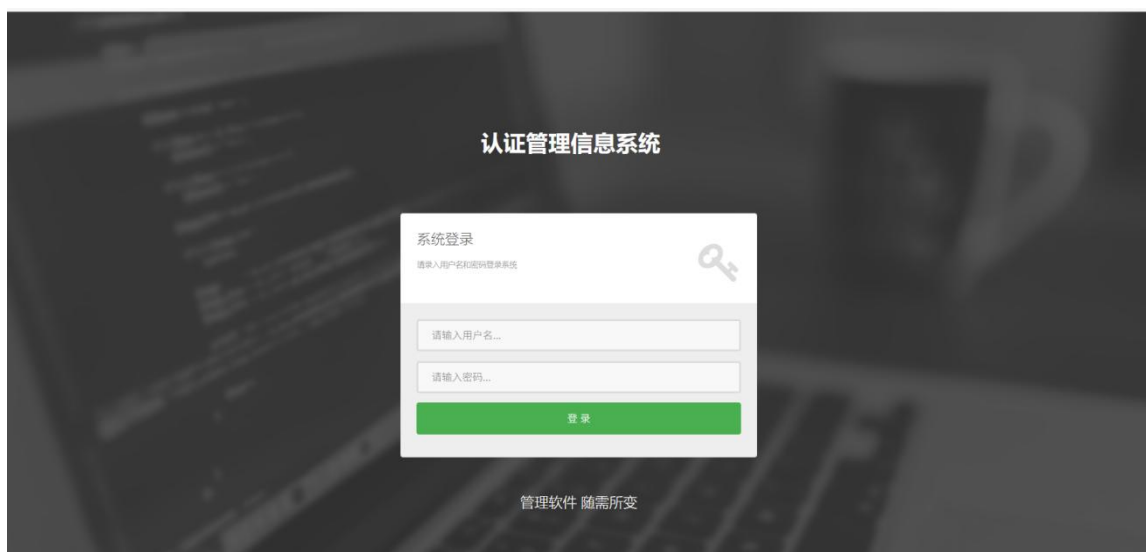 认证管理信息系统
系统登录
请录入用户名和密码登录系统
请输入用户名...
请输入密码...
登 录
管理软件 随需所变